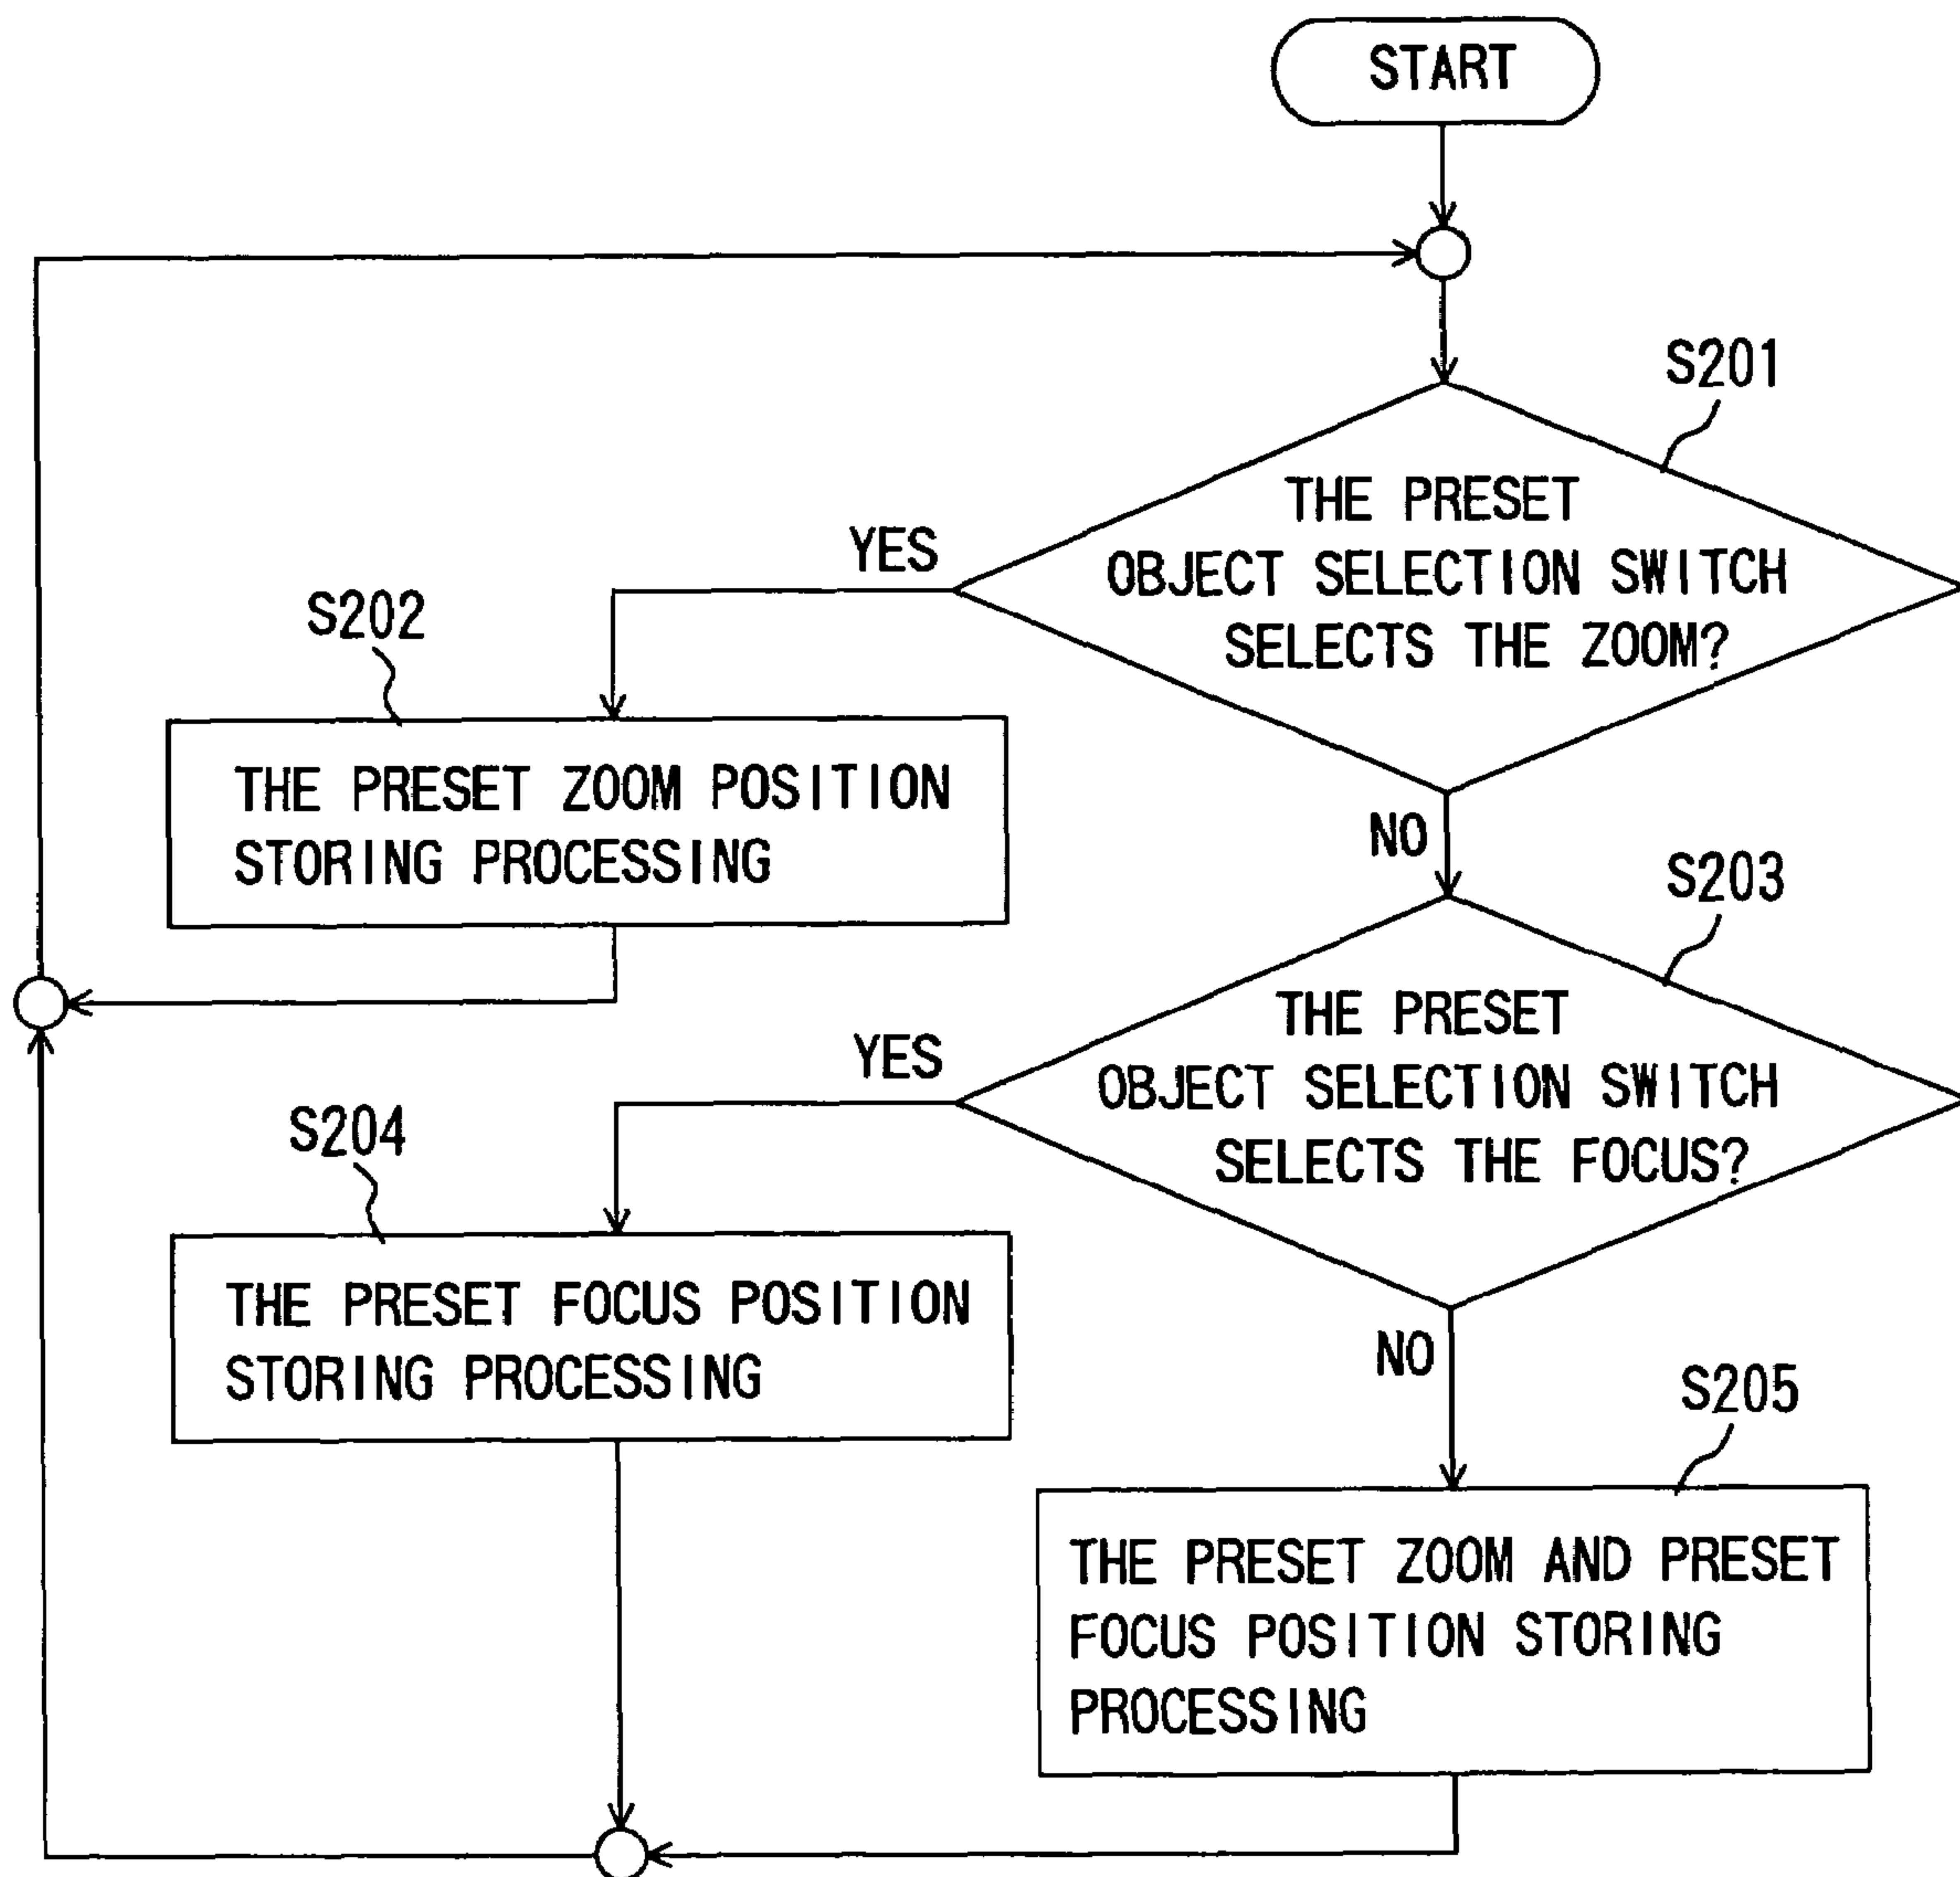 START
S201
THE PRESET
OBJECT SELECTION SWITCH
SELECTS THE ZOOM?
YES
S202
THE PRESET ZOOM POSITION
STORING PROCESSING
NO
S203
THE PRESET
OBJECT SELECTION SWITCH
SELECTS THE FOCUS?
YES
S204
THE PRESET FOCUS POSITION
STORING PROCESSING
NO
S205
THE PRESET ZOOM AND PRESET
FOCUS POSITION STORING
PROCESSING